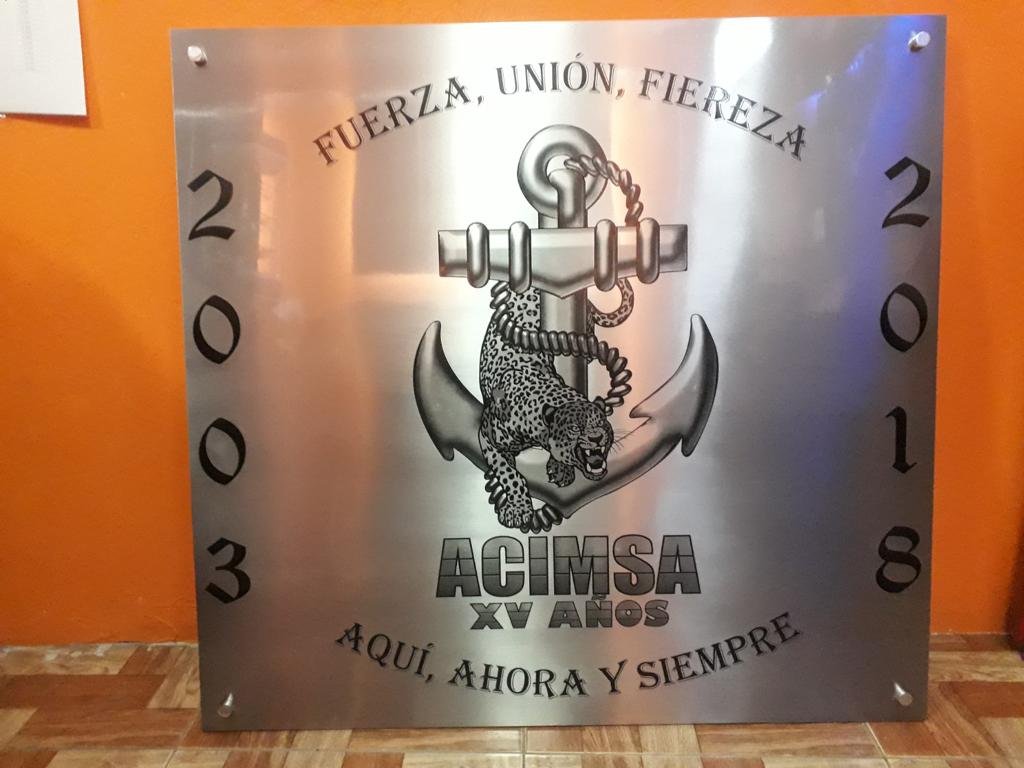 FUERZA, UNIÓN, FIEREZA
2003
2018
ACIMSA
XV AÑOS
AQUÍ, AHORA Y SIEMPRE